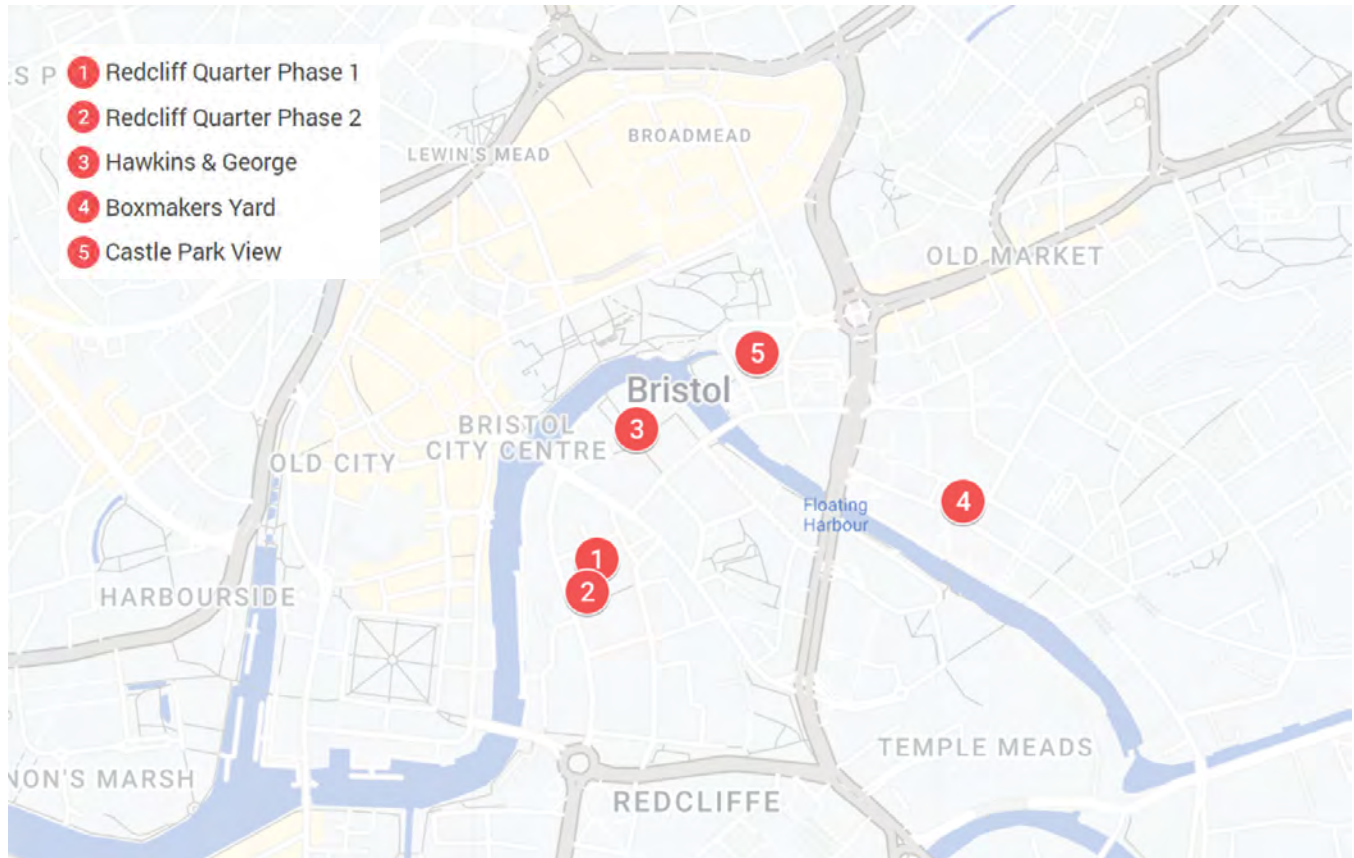 1 Redcliff Quarter Phase 1
2 Redcliff Quarter Phase 2
3 Hawkins & George
4 Boxmakers Yard
5 Castle Park View
LEWIN'S MEAD
BROADMEAD
OLD MARKET
5
Bristol
3
BRISTOL
CITY CENTRE
OLD CITY
4
Floating
Harbour
1
2
HARBOURSIDE
TEMPLE MEADS
NON'S MARSH
REDCLIFFE